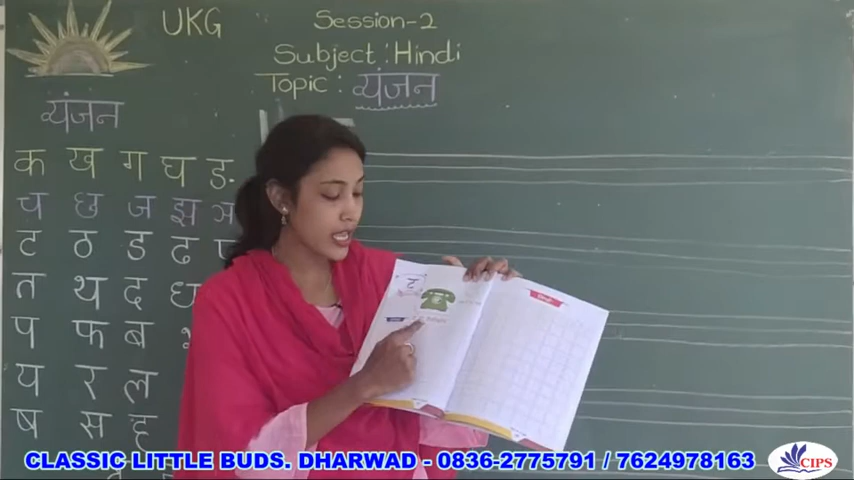 UKG
Session-2
Subject : Hindi
Topic : व्यंजन
व्यंजन
क ख ग घ ङ
च छ ज झ ञ
ट ठ ड ढ
त थ द ध
प फ ब
य र ल
ष स ह
CLASSIC LITTLE BUDS. DHARWAD - 0836-2775791 / 7624978163
CIPS